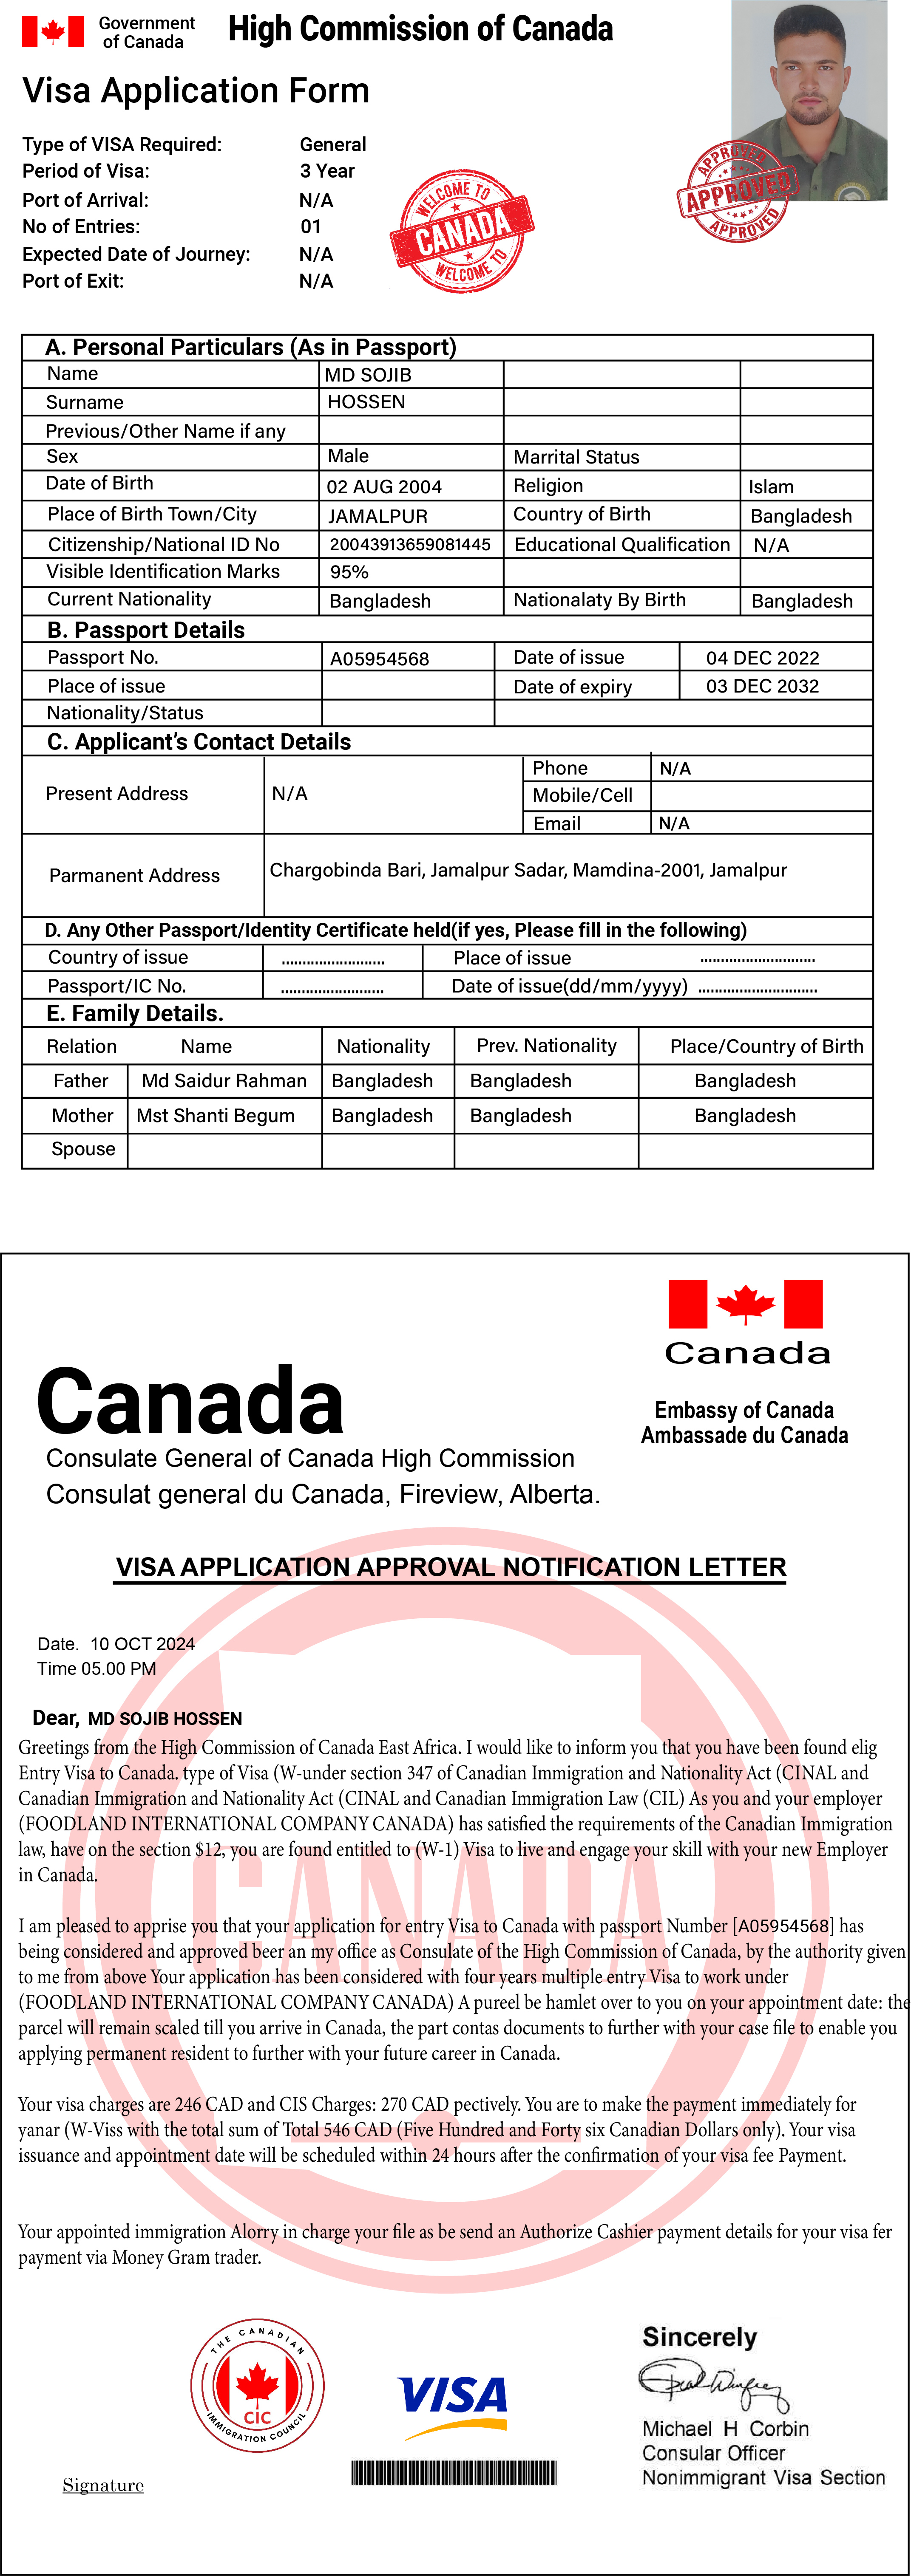 Government
of Canada
High Commission of Canada
Visa Application Form
Type of VISA Required: General
Period of Visa: 3 Year
Port of Arrival: N/A
No of Entries: 01
Expected Date of Journey: N/A
Port of Exit: N/A
WELCOME TO
CANADA
WELCOME TO
APPROVED
APPROVED
APPROVED
A. Personal Particulars (As in Passport)
Name MD SOJIB
Surname HOSSEN
Previous/Other Name if any
Sex Male Marrital Status
Date of Birth 02 AUG 2004 Religion Islam
Place of Birth Town/City JAMALPUR Country of Birth Bangladesh
Citizenship/National ID No 20043913659081445 Educational Qualification N/A
Visible Identification Marks 95%
Current Nationality Bangladesh Nationalaty By Birth Bangladesh
B. Passport Details
Passport No. A05954568 Date of issue 04 DEC 2022
Place of issue Date of expiry 03 DEC 2032
Nationality/Status
C. Applicant's Contact Details
Present Address N/A
Phone N/A
Mobile/Cell
Email N/A
Parmanent Address Chargobinda Bari, Jamalpur Sadar, Mamdina-2001, Jamalpur
D. Any Other Passport/Identity Certificate held(if yes, Please fill in the following)
Country of issue ......................... Place of issue ............................
Passport/IC No. ......................... Date of issue(dd/mm/yyyy) .............................
E. Family Details.
Relation Name Nationality Prev. Nationality Place/Country of Birth
Father Md Saidur Rahman Bangladesh Bangladesh Bangladesh
Mother Mst Shanti Begum Bangladesh Bangladesh Bangladesh
Spouse
Canada
Embassy of Canada
Ambassade du Canada
Canada
Consulate General of Canada High Commission
Consulat general du Canada, Fireview, Alberta.
VISA APPLICATION APPROVAL NOTIFICATION LETTER
Date. 10 OCT 2024
Time 05.00 PM
Dear, MD SOJIB HOSSEN
Greetings from the High Commission of Canada East Africa. I would like to inform you that you have been found elig
Entry Visa to Canada. type of Visa (W-under section 347 of Canadian Immigration and Nationality Act (CINAL and
Canadian Immigration and Nationality Act (CINAL and Canadian Immigration Law (CIL) As you and your employer
(FOODLAND INTERNATIONAL COMPANY CANADA) has satisfied the requirements of the Canadian Immigration
law, have on the section $12, you are found entitled to (W-1) Visa to live and engage your skill with your new Employer
in Canada.
I am pleased to apprise you that your application for entry Visa to Canada with passport Number [A05954568] has
being considered and approved beer an my office as Consulate of the High Commission of Canada, by the authority given
to me from above Your application has been considered with four years multiple entry Visa to work under
(FOODLAND INTERNATIONAL COMPANY CANADA) A pureel be hamlet over to you on your appointment date: the
parcel will remain scaled till you arrive in Canada, the part contas documents to further with your case file to enable you
applying permanent resident to further with your future career in Canada.
Your visa charges are 246 CAD and CIS Charges: 270 CAD pectively. You are to make the payment immediately for
yanar (W-Viss with the total sum of Total 546 CAD (Five Hundred and Forty six Canadian Dollars only). Your visa
issuance and appointment date will be scheduled within 24 hours after the confirmation of your visa fee Payment.
Your appointed immigration Alorry in charge your file as be send an Authorize Cashier payment details for your visa fer
payment via Money Gram trader.
CANADA
THE CANADIAN
CIC
IMMIGRATION COUNCIL
VISA
Signature
Sincerely
Michael H Corbin
Consular Officer
Nonimmigrant Visa Section